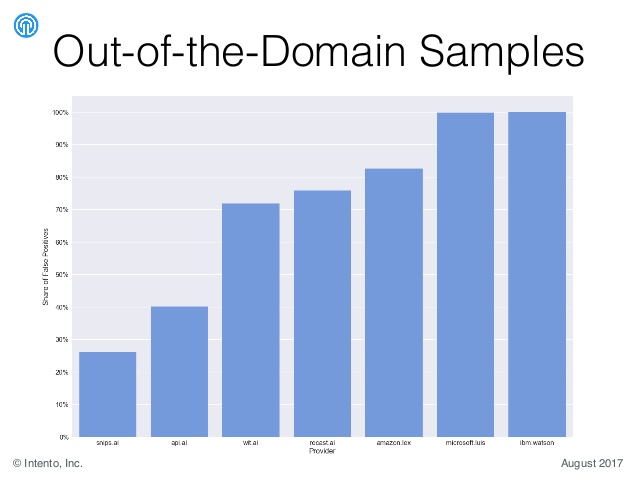 Out-of-the-Domain Samples
100%
90%
80%
70%
60%
50%
40%
30%
20%
10%
0%
Share of False Positives
snips.ai api.ai wit.ai recast.ai amazon.lex microsoft.luis ibm.watson
Provider
© Intento, Inc. August 2017